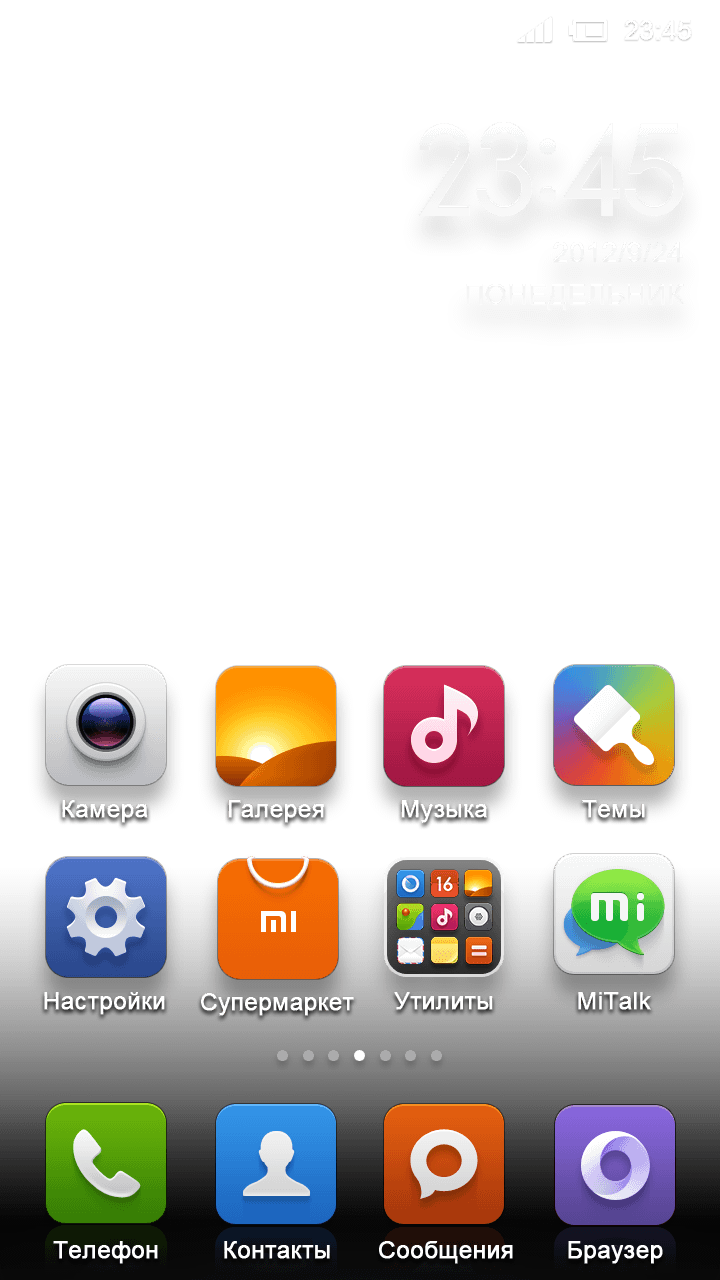 23:45
23:45
2012/9/24
ПОНЕДЕЛЬНИК
Камера
Галерея
Музыка
Темы
mi
16
mi
Настройки
Супермаркет
Утилиты
MiTalk
Телефон
Контакты
Сообщения
Браузер